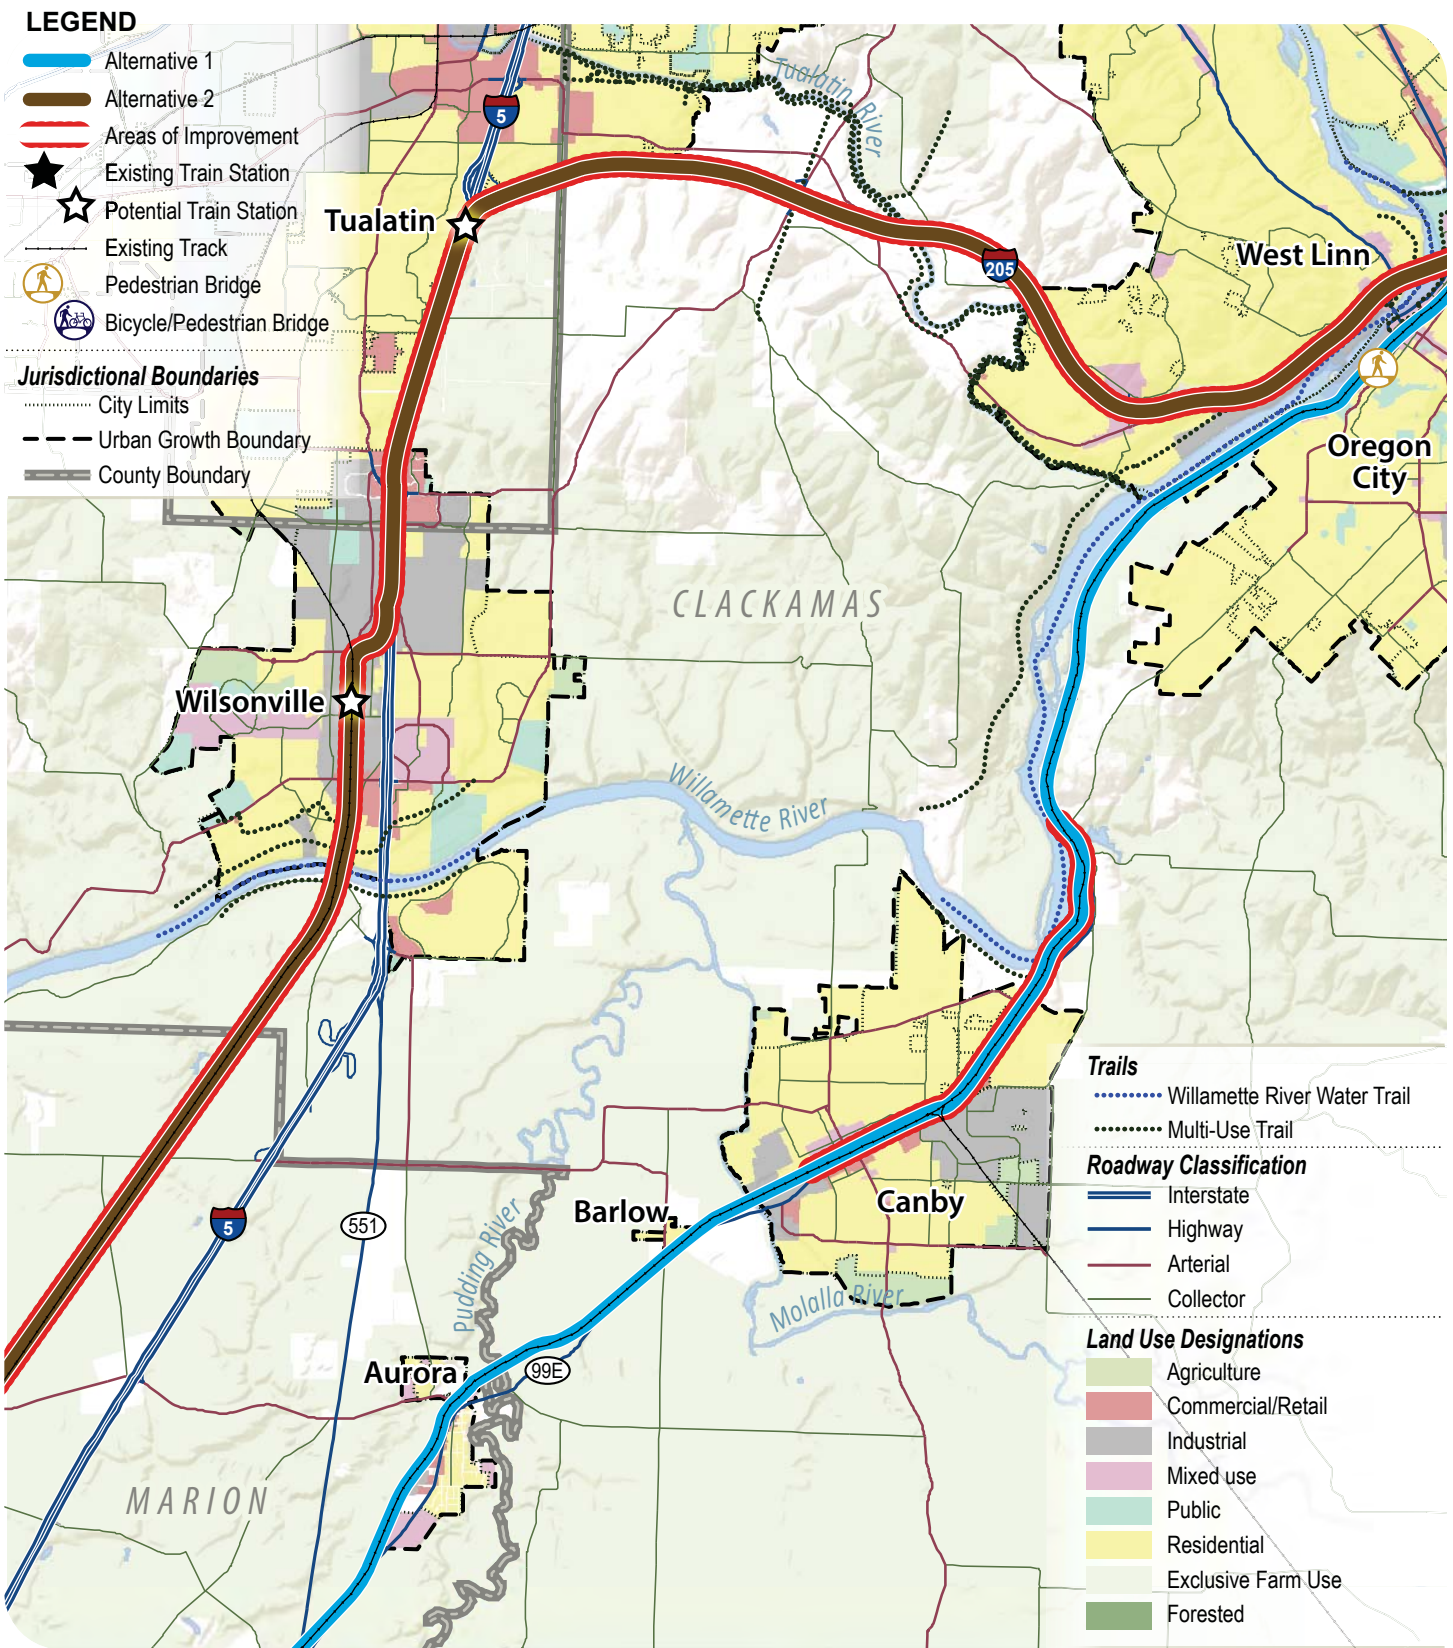 LEGEND
Alternative 1
Alternative 2
Areas of Improvement
Existing Train Station
Potential Train Station
Existing Track
Pedestrian Bridge
Bicycle/Pedestrian Bridge
Jurisdictional Boundaries
City Limits
Urban Growth Boundary
County Boundary
5
Tualatin River
Tualatin
205
West Linn
Oregon
City
CLACKAMAS
Wilsonville
Willamette River
Barlow
Canby
5
551
Pudding River
Molalla River
Aurora
99E
MARION
Trails
Willamette River Water Trail
Multi-Use Trail
Roadway Classification
Interstate
Highway
Arterial
Collector
Land Use Designations
Agriculture
Commercial/Retail
Industrial
Mixed use
Public
Residential
Exclusive Farm Use
Forested